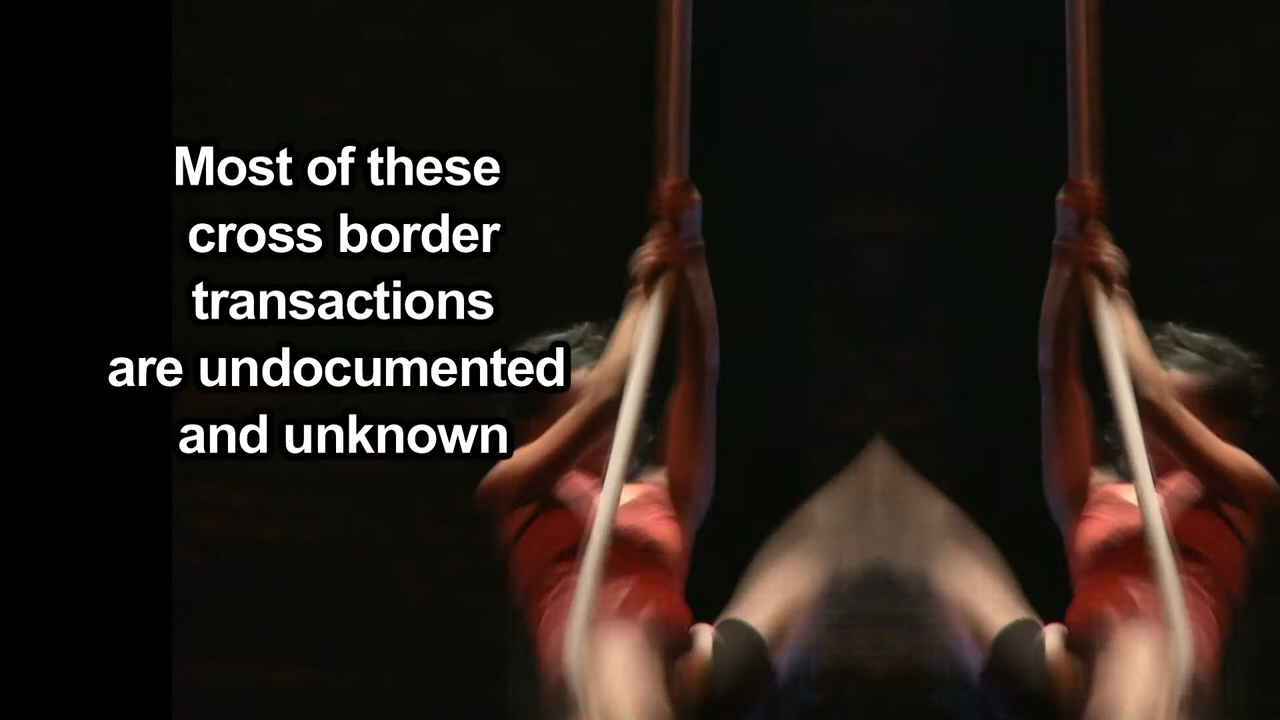 Most of these
cross border
transactions
are undocumented
and unknown